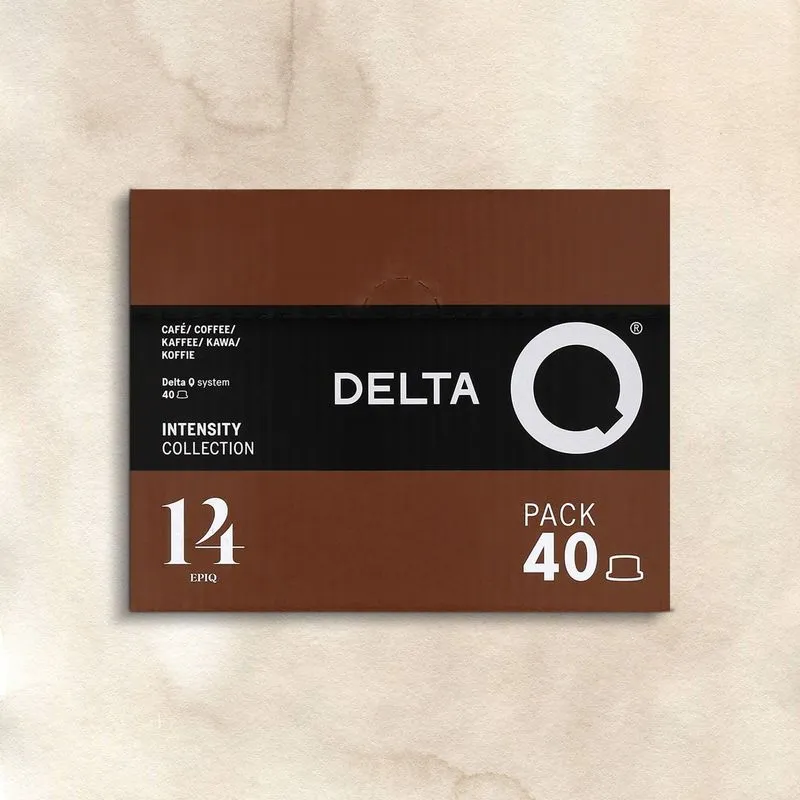 CAFÉ/ COFFEE/
KAFFEE/ KAWA/
KOFFIE
Delta Q system
40
INTENSITY
COLLECTION
DELTA Q®
14
EPIQ
PACK
40